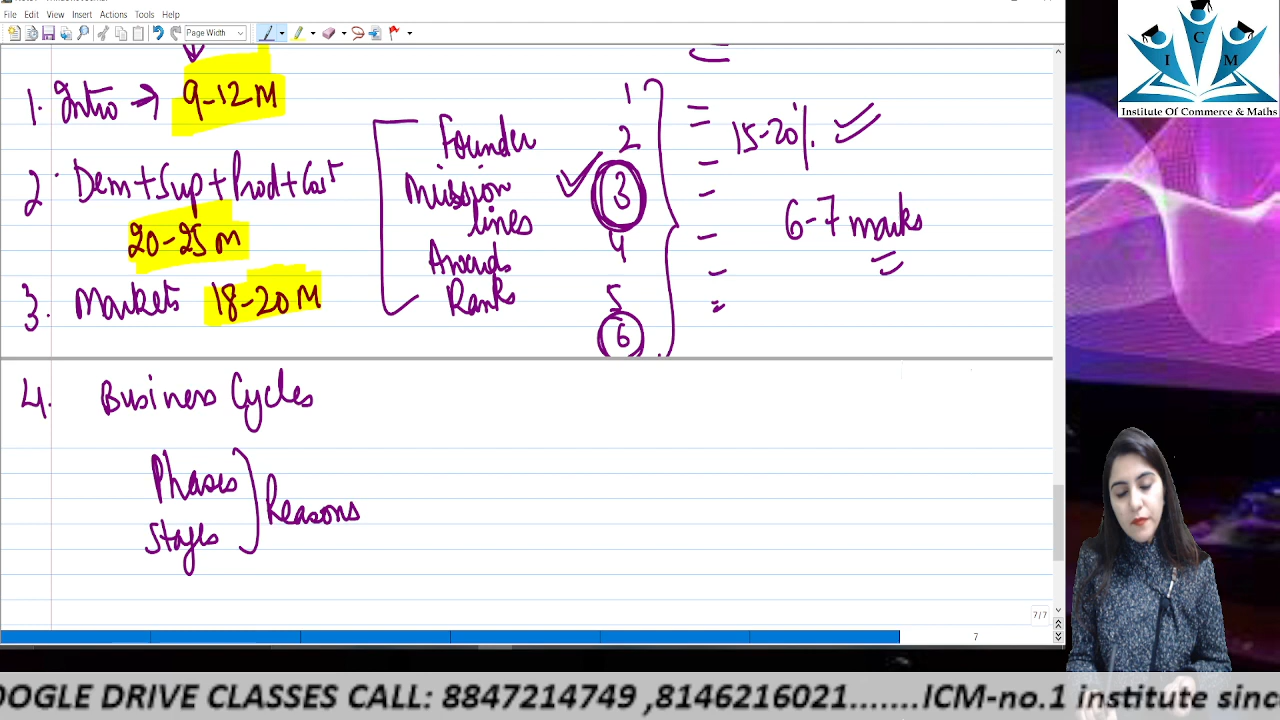 File Edit View Insert Actions Tools Help
Page Width
1. Intro → 9-12 M
2. Dem + Sup + Prod + Cost
20-25 M
3. Markets 18-20 M
Founder
Mission
lines
Awards
Ranks
1
2
3
4
5
6
15-20%
6-7 marks
4. Business Cycles
Phases
Stages
Reasons
7/7
7
I C M
Institute Of Commerce & Maths
OOGLE DRIVE CLASSES CALL: 8847214749 ,8146216021.......ICM-no.1 institute sinc